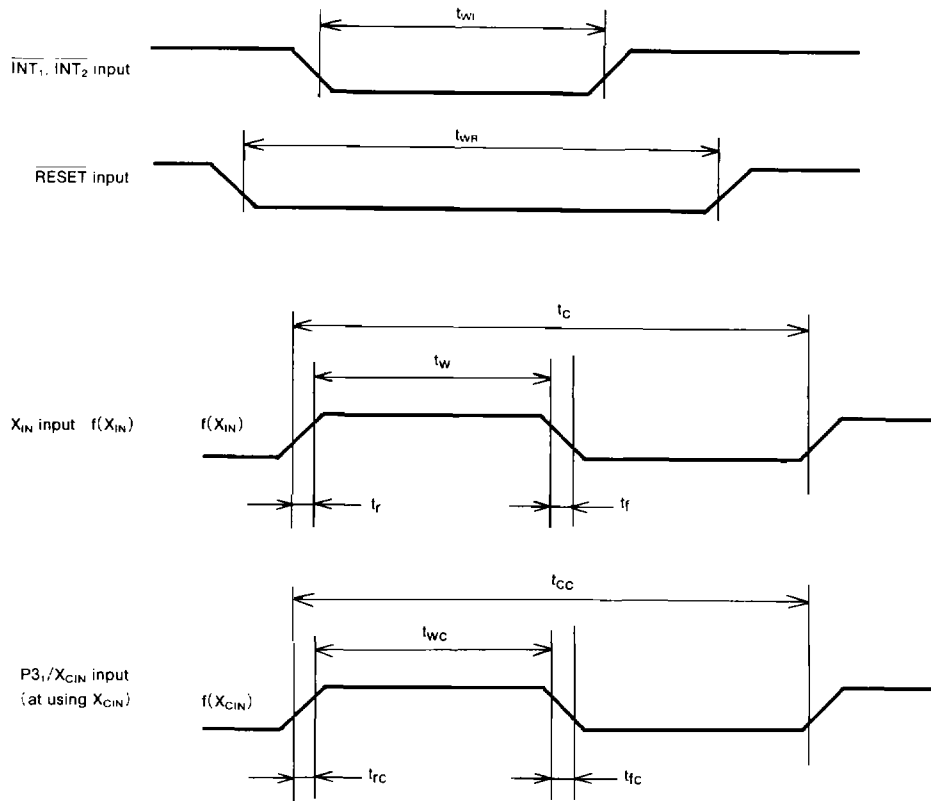 tWI
INT1, INT2 input
tWR
RESET input
tC
tW
XIN input f(XIN) f(XIN)
tr tf
tCC
tWC
P31/XCIN input
(at using XCIN) f(XCIN)
trC tfC